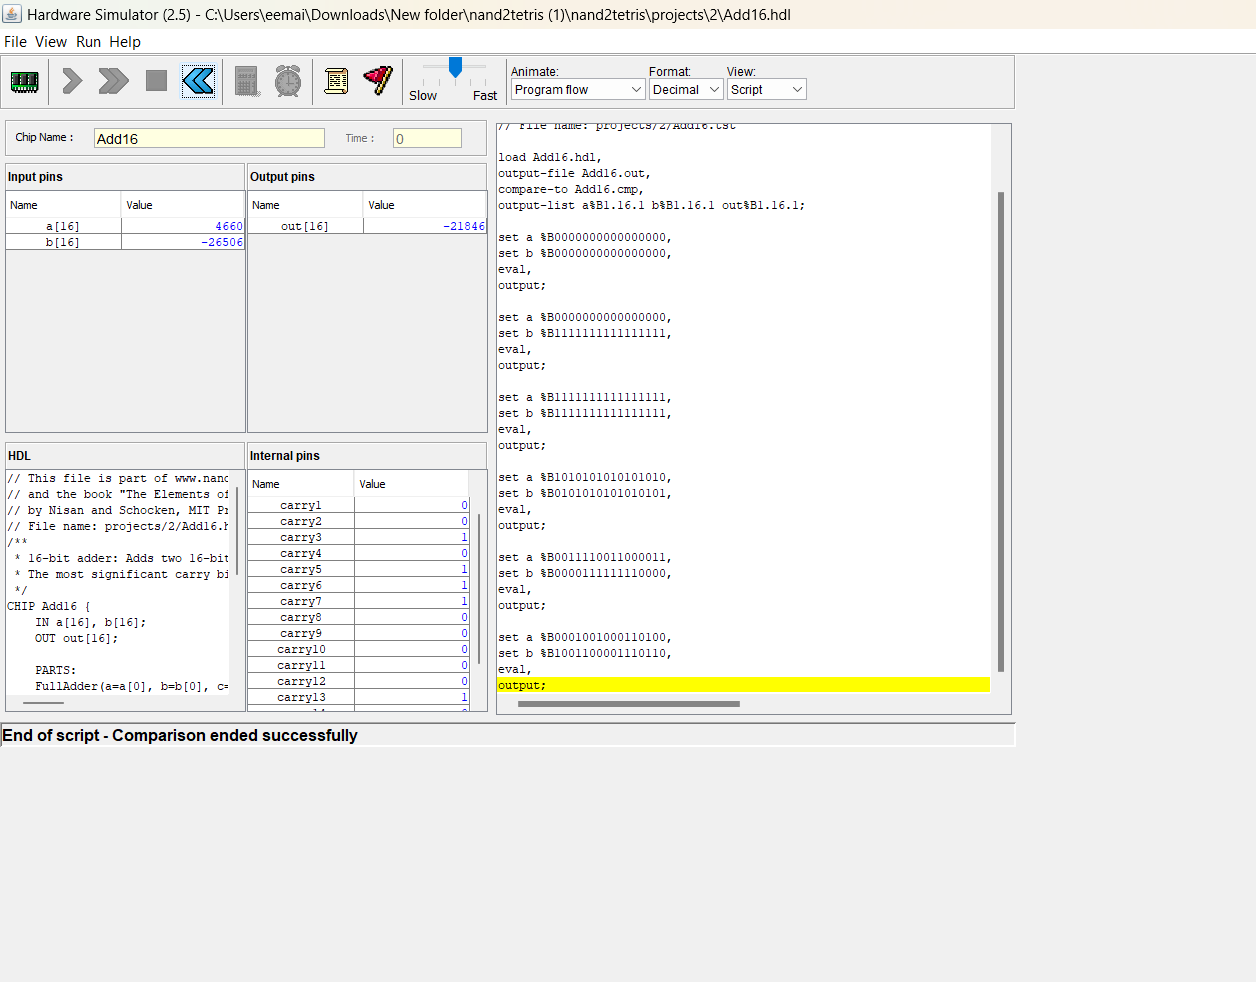 Hardware Simulator (2.5) - C:\Users\eemai\Downloads\New folder\nand2tetris (1)\nand2tetris\projects\2\Add16.hdl
File View Run Help
Slow Fast
Animate: Format: View:
Program flow Decimal Script
Chip Name : Add16 Time : 0
Input pins
Name Value
a[16] 4660
b[16] -26506
Output pins
Name Value
out[16] -21846
HDL
// This file is part of www.nand
// and the book "The Elements of
// by Nisan and Schocken, MIT Pr
// File name: projects/2/Add16.h
/**
* 16-bit adder: Adds two 16-bit
* The most significant carry bi
*/
CHIP Add16 {
IN a[16], b[16];
OUT out[16];
PARTS:
FullAdder(a=a[0], b=b[0], c=
Internal pins
Name Value
carry1 0
carry2 0
carry3 1
carry4 0
carry5 1
carry6 1
carry7 1
carry8 0
carry9 0
carry10 0
carry11 0
carry12 0
carry13 1
// File name: projects/2/Add16.tst
load Add16.hdl,
output-file Add16.out,
compare-to Add16.cmp,
output-list a%B1.16.1 b%B1.16.1 out%B1.16.1;
set a %B0000000000000000,
set b %B0000000000000000,
eval,
output;
set a %B0000000000000000,
set b %B1111111111111111,
eval,
output;
set a %B1111111111111111,
set b %B1111111111111111,
eval,
output;
set a %B1010101010101010,
set b %B0101010101010101,
eval,
output;
set a %B0011110011000011,
set b %B0000111111110000,
eval,
output;
set a %B0001001000110100,
set b %B1001100001110110,
eval,
output;
End of script - Comparison ended successfully